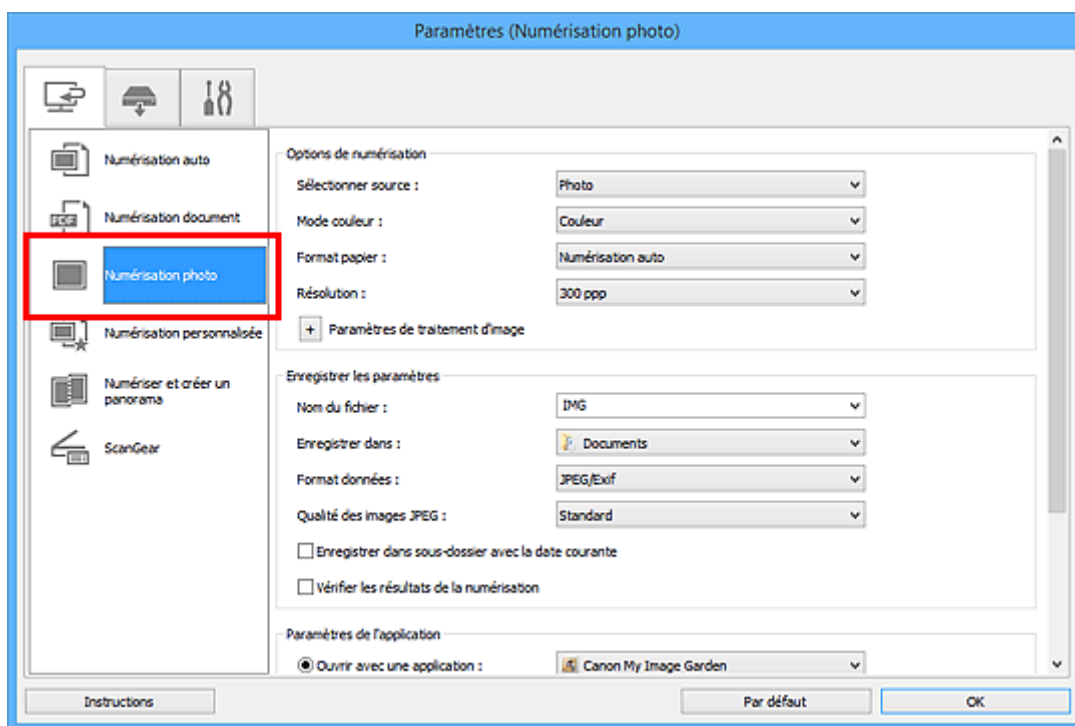 Paramètres (Numérisation photo)
Numérisation auto
PDF
Numérisation document
Numérisation photo
Numérisation personnalisée
Numériser et créer un
panorama
ScanGear
Options de numérisation
Sélectionner source : Photo
Mode couleur : Couleur
Format papier : Numérisation auto
Résolution : 300 ppp
+ Paramètres de traitement d'image
Enregistrer les paramètres
Nom du fichier : IMG
Enregistrer dans : Documents
Format données : JPEG/Exif
Qualité des images JPEG : Standard
Enregistrer dans sous-dossier avec la date courante
Vérifier les résultats de la numérisation
Paramètres de l'application
Ouvrir avec une application : Canon My Image Garden
Instructions Par défaut OK